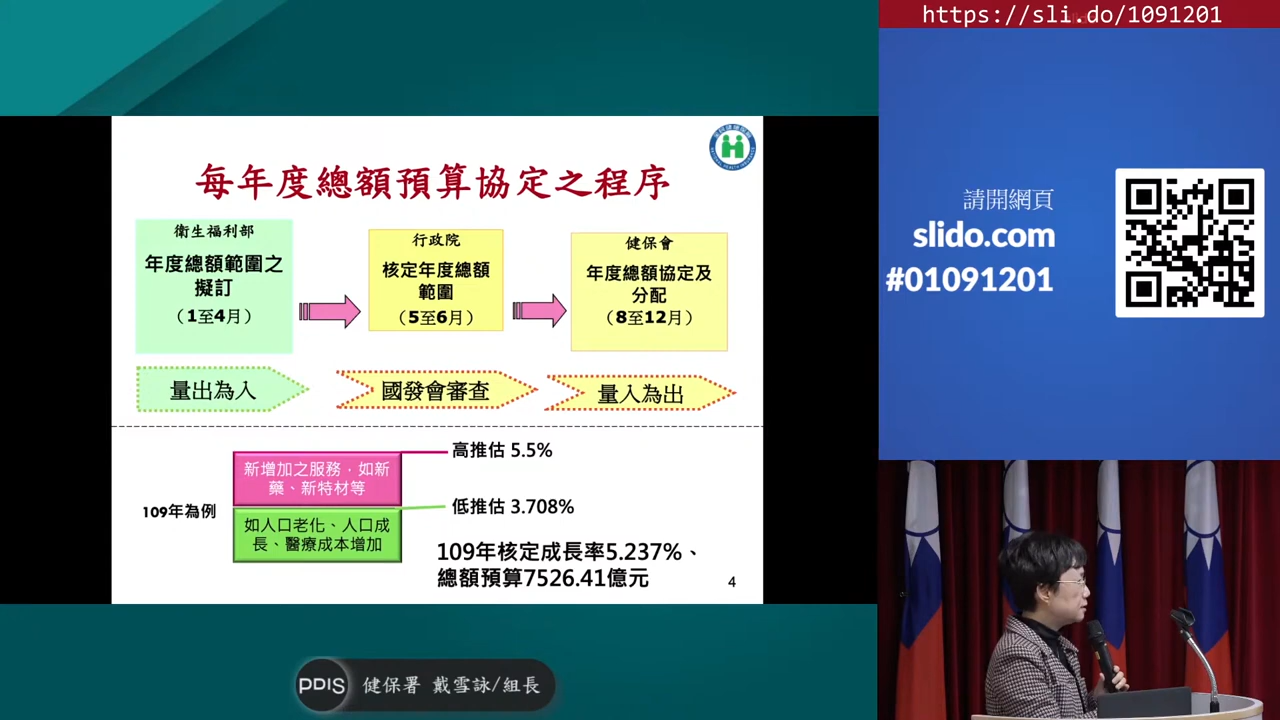 https://sli.do/1091201
每年度總額預算協定之程序
衛生福利部
年度總額範圍之
擬訂
（1至4月）
行政院
核定年度總額
範圍
（5至6月）
健保會
年度總額協定及
分配
（8至12月）
量出為入
國發會審查
量入為出
109年為例
新增加之服務，如新
藥、新特材等
如人口老化、人口成
長、醫療成本增加
高推估 5.5%
低推估 3.708%
109年核定成長率5.237%、
總額預算7526.41億元
4
請開網頁
slido.com
#01091201
PDIS 健保署 戴雪詠/組長